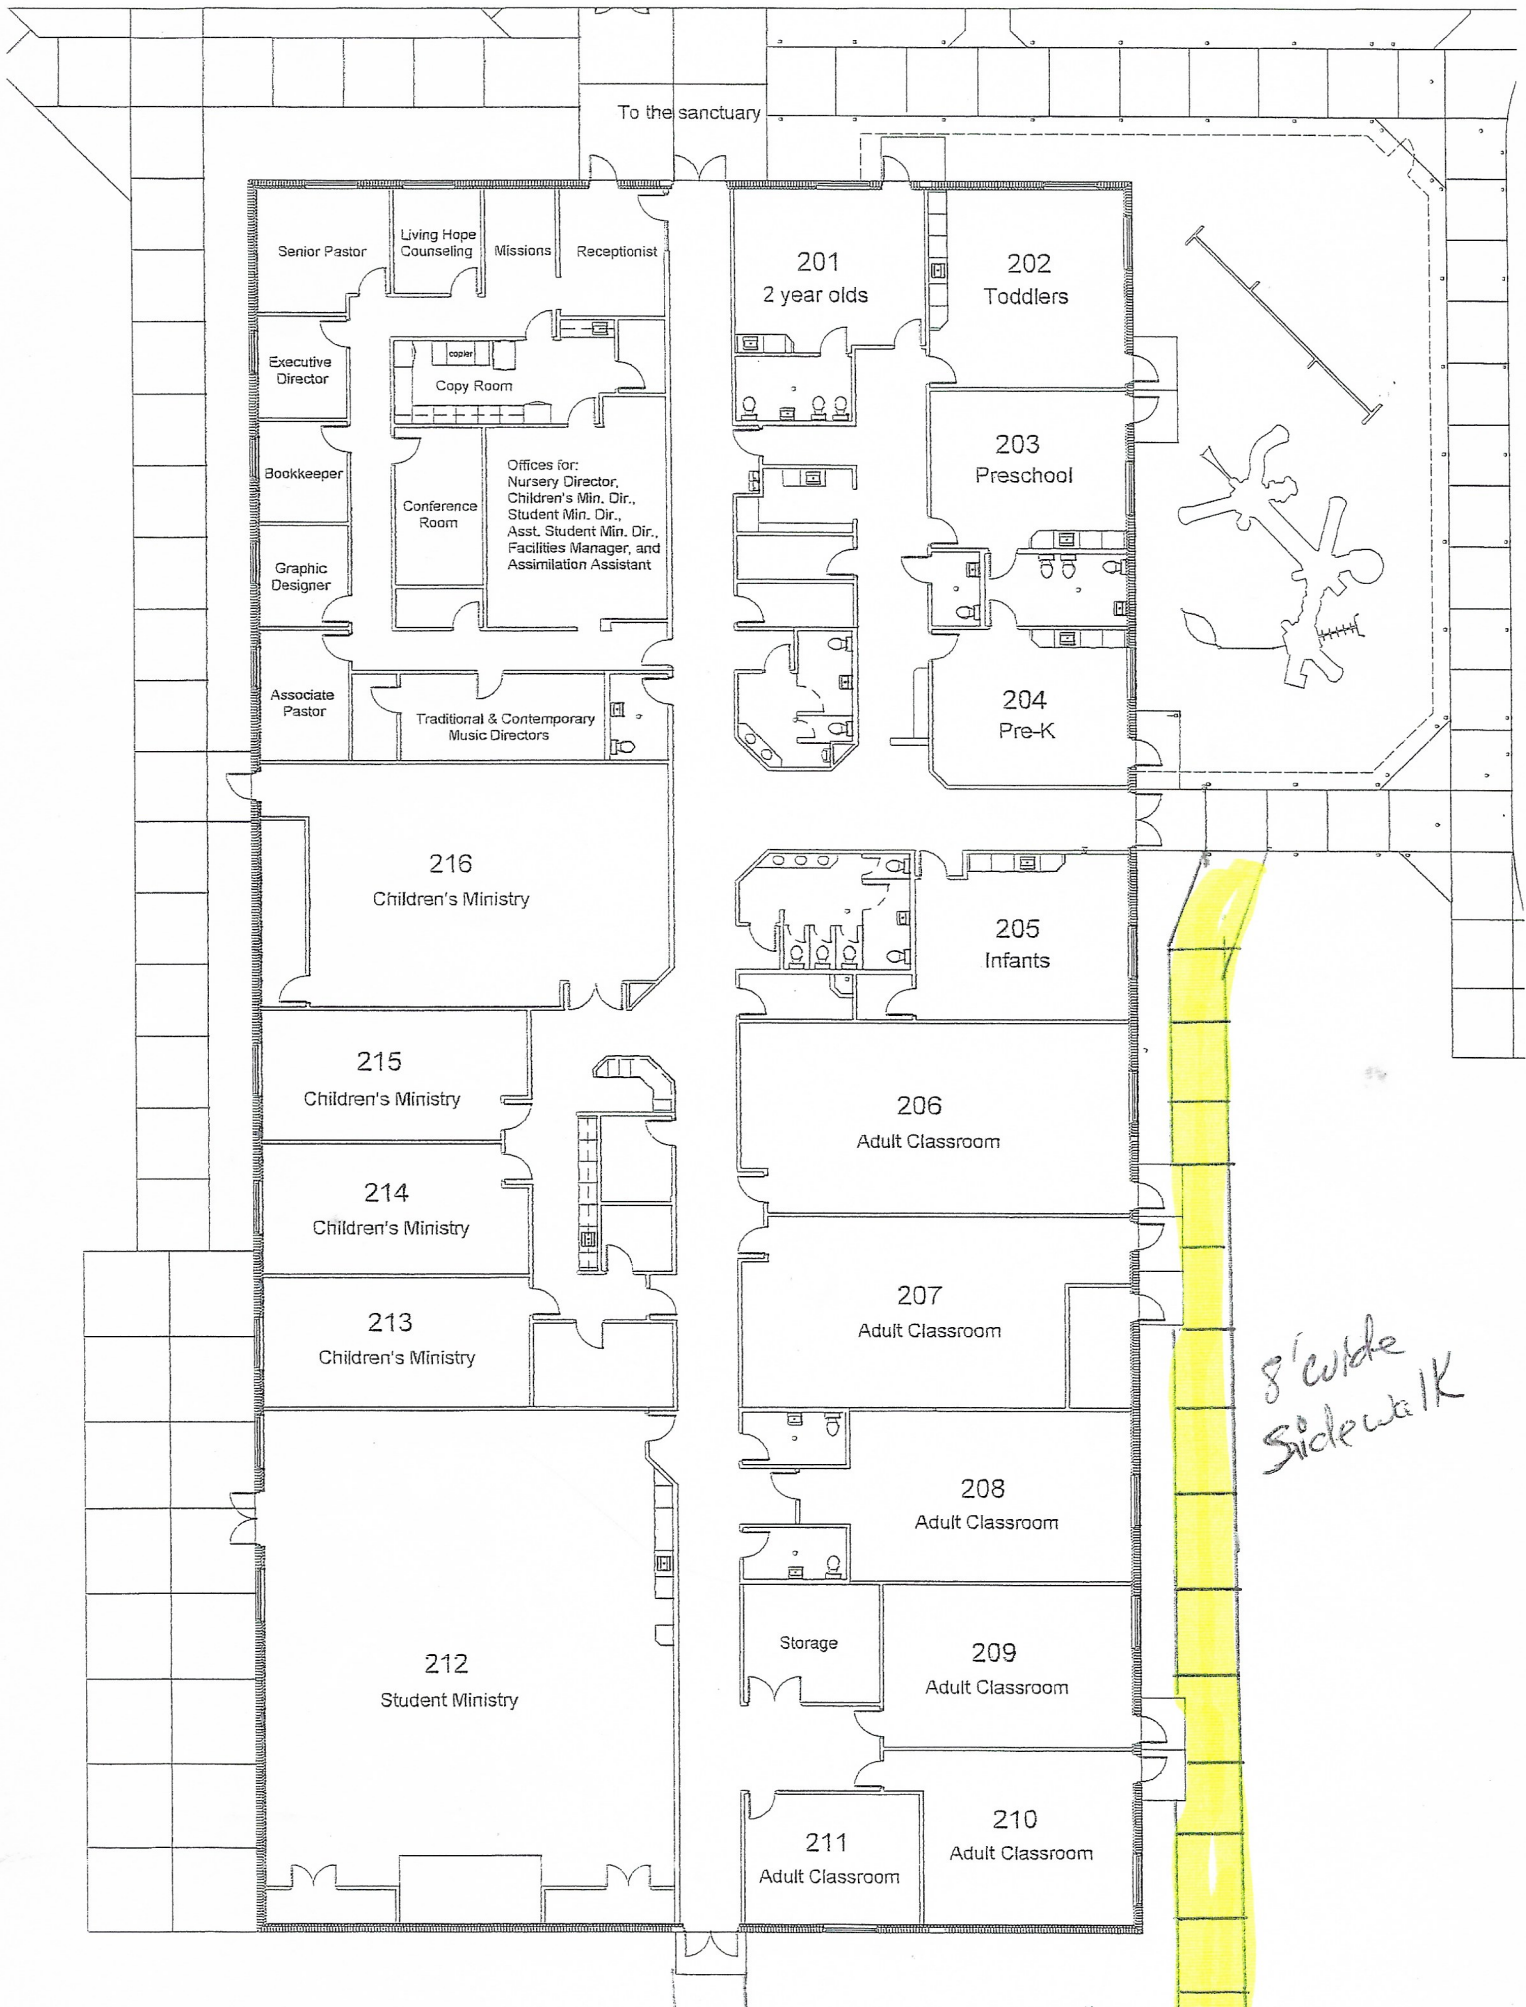 To the sanctuary
Senior Pastor
Living Hope
Counseling
Missions
Receptionist
201
2 year olds
202
Toddlers
Executive
Director
copier
Copy Room
203
Preschool
Bookkeeper
Conference
Room
Offices for:
Nursery Director,
Children's Min. Dir.,
Student Min. Dir.,
Asst. Student Min. Dir.,
Facilities Manager, and
Assimilation Assistant
Graphic
Designer
Associate
Pastor
Traditional & Contemporary
Music Directors
204
Pre-K
216
Children's Ministry
205
Infants
215
Children's Ministry
206
Adult Classroom
214
Children's Ministry
207
Adult Classroom
213
Children's Ministry
8' wide
Sidewalk
208
Adult Classroom
Storage
209
Adult Classroom
212
Student Ministry
210
Adult Classroom
211
Adult Classroom